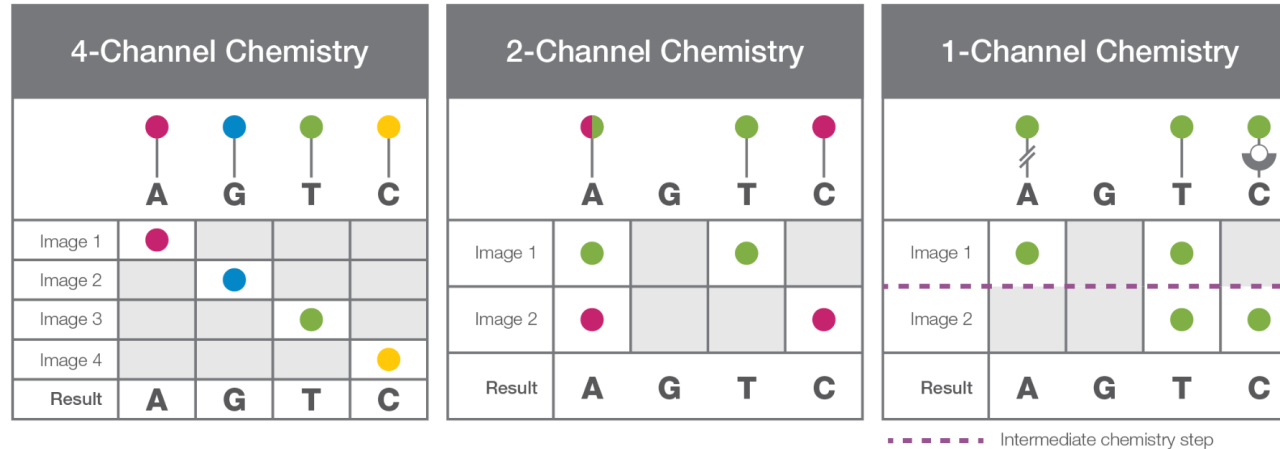 4-Channel Chemistry
A G T C
Image 1
Image 2
Image 3
Image 4
Result A G T C
2-Channel Chemistry
A G T C
Image 1
Image 2
Result A G T C
1-Channel Chemistry
A G T C
Image 1
Image 2
Result A G T C
Intermediate chemistry step